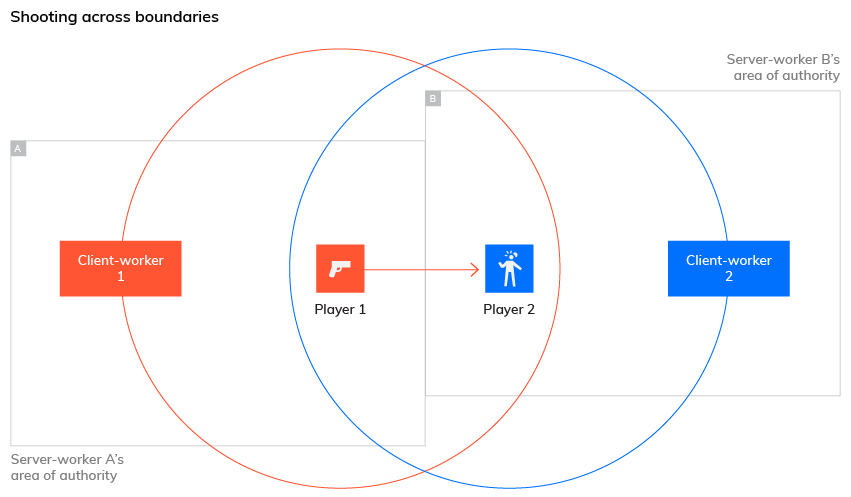 Shooting across boundaries
Server-worker B’s
area of authority
B
A
Client-worker
1
Client-worker
2
Player 1
Player 2
Server-worker A’s
area of authority